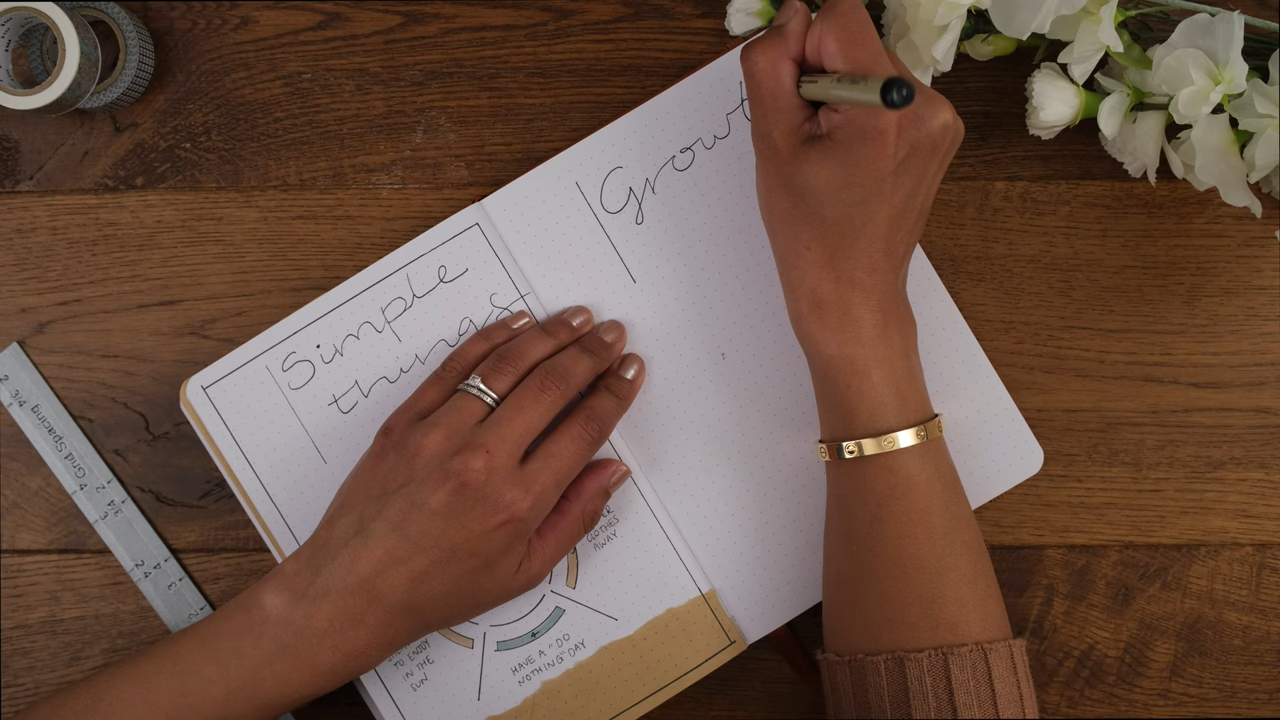 Simple
things
Growt
CLOTHES
AWAY
HAVE A "DO
NOTHING" DAY
TO ENJOY
IN THE
SUN
Grid Spacing